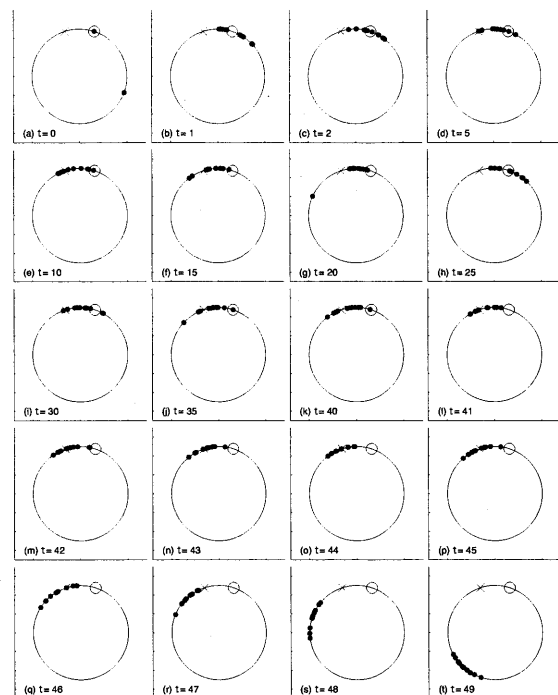 (a) t= 0
(b) t= 1
(c) t= 2
(d) t= 5
(e) t= 10
(f) t= 15
(g) t= 20
(h) t= 25
(i) t= 30
(j) t= 35
(k) t= 40
(l) t= 41
(m) t= 42
(n) t= 43
(o) t= 44
(p) t= 45
(q) t= 46
(r) t= 47
(s) t= 48
(t) t= 49